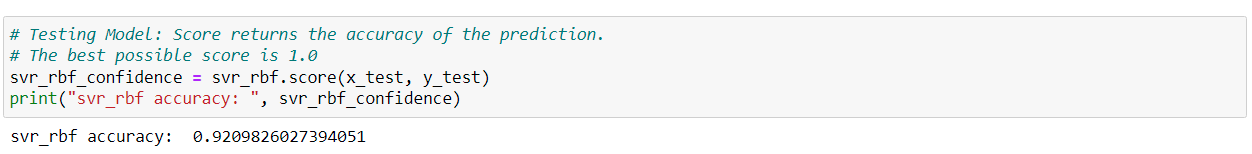 # Testing Model: Score returns the accuracy of the prediction.
# The best possible score is 1.0
svr_rbf_confidence = svr_rbf.score(x_test, y_test)
print("svr_rbf accuracy: ", svr_rbf_confidence)
svr_rbf accuracy:  0.9209826027394051